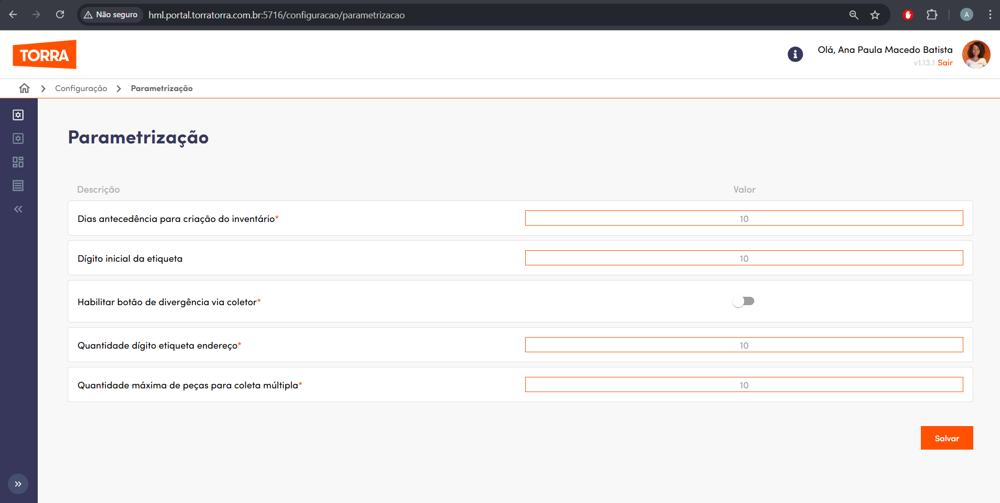 Não seguro
hml.portal.torratorra.com.br:5716/configuracao/parametrizacao
A
TORRA
Olá, Ana Paula Macedo Batista
v1.13.1 Sair
Configuração
Parametrização
Parametrização
Descrição
Valor
Dias antecedência para criação do inventário*
10
Dígito inicial da etiqueta
10
Habilitar botão de divergência via coletor*
Quantidade dígito etiqueta endereço*
10
Quantidade máxima de peças para coleta múltipla*
10
Salvar